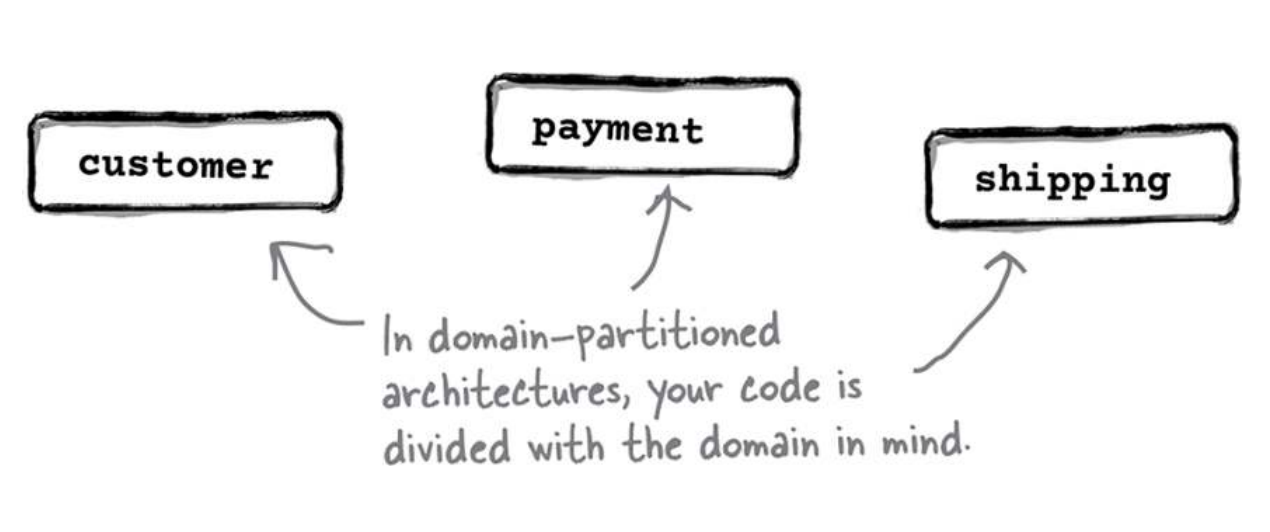 customer
payment
shipping
In domain-partitioned
architectures, your code is
divided with the domain in mind.